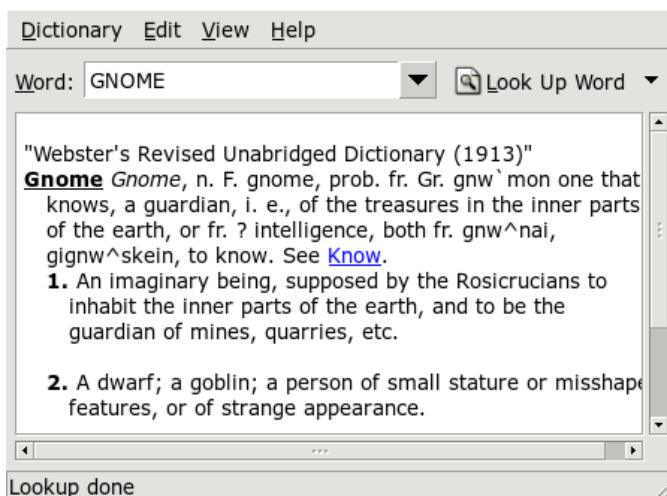 Dictionary Edit View Help
Word: GNOME Look Up Word
"Webster's Revised Unabridged Dictionary (1913)"
Gnome Gnome, n. F. gnome, prob. fr. Gr. gnw`mon one that
knows, a guardian, i. e., of the treasures in the inner parts
of the earth, or fr. ? intelligence, both fr. gnw^nai,
gignw^skein, to know. See Know.
1. An imaginary being, supposed by the Rosicrucians to
inhabit the inner parts of the earth, and to be the
guardian of mines, quarries, etc.
2. A dwarf; a goblin; a person of small stature or misshape
features, or of strange appearance.
Lookup done